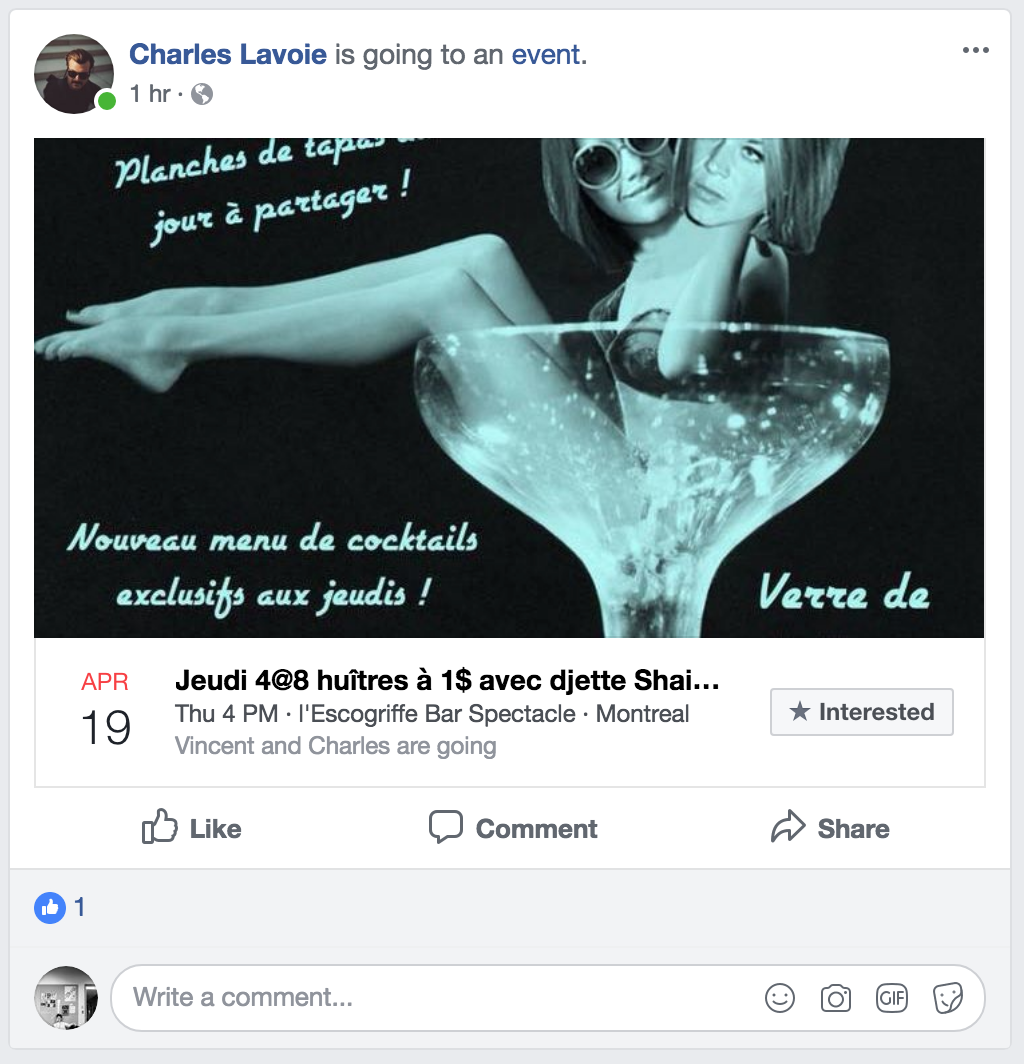 Charles Lavoie is going to an event.
1 hr ·
Planches de tapas
jour à partager !
Nouveau menu de cocktails
exclusifs aux jeudis !
Verre de
APR
19
Jeudi 4@8 huîtres à 1$ avec djette Shai...
Thu 4 PM · l'Escogriffe Bar Spectacle · Montreal
Vincent and Charles are going
Interested
Like
Comment
Share
1
Write a comment...
GIF